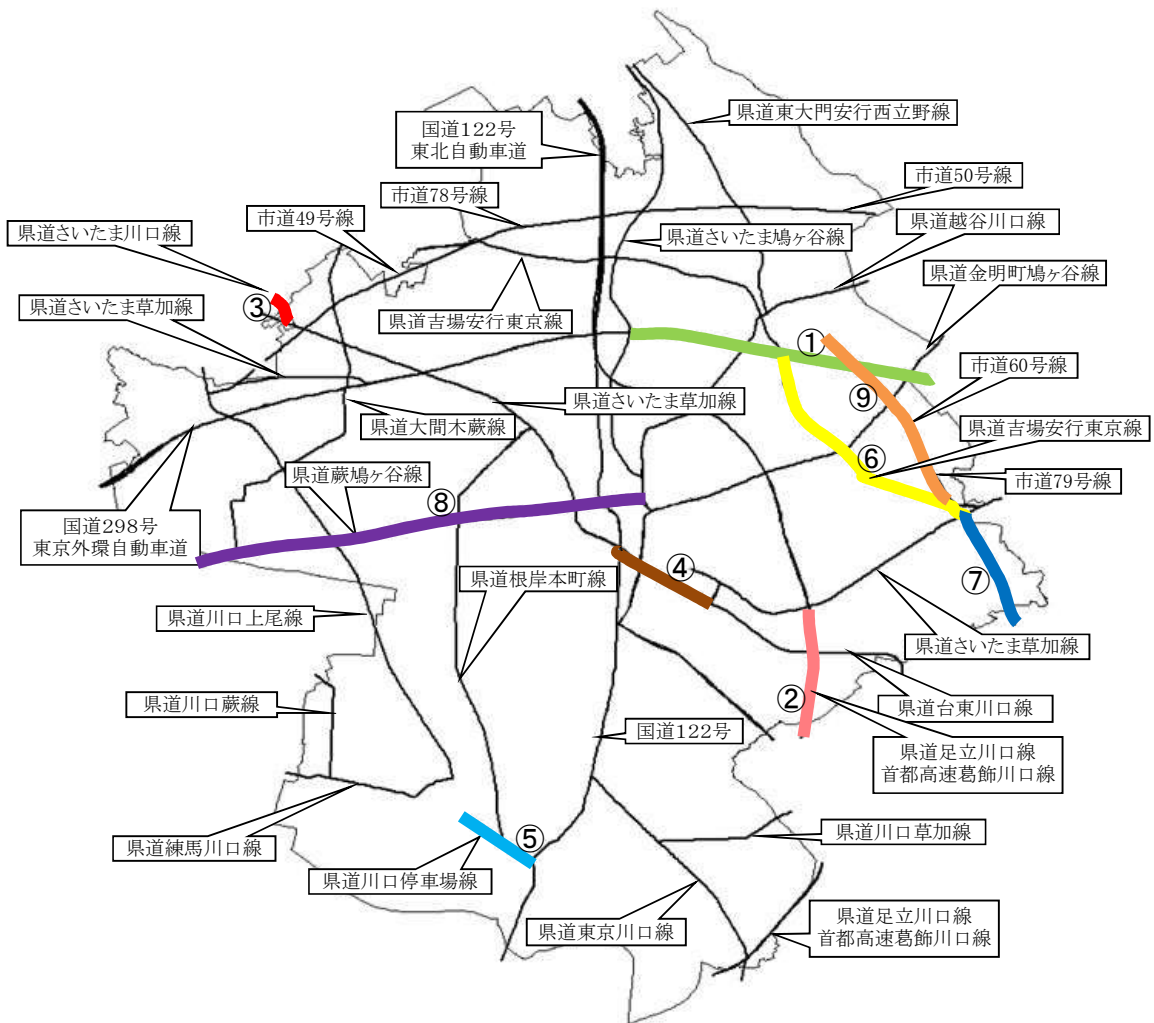 県道東大門安行西立野線
国道122号
東北自動車道
市道50号線
市道78号線
市道49号線
県道越谷川口線
県道さいたま川口線
県道さいたま鳩ヶ谷線
県道金明町鳩ヶ谷線
③
県道さいたま草加線
県道吉場安行東京線
①
市道60号線
⑨
県道さいたま草加線
県道大間木蕨線
県道吉場安行東京線
⑥
県道蕨鳩ヶ谷線
市道79号線
⑧
国道298号
東京外環自動車道
④
県道根岸本町線
⑦
県道川口上尾線
県道さいたま草加線
②
県道川口蕨線
県道台東川口線
国道122号
県道足立川口線
首都高速葛飾川口線
県道川口草加線
⑤
県道練馬川口線
県道川口停車場線
県道足立川口線
首都高速葛飾川口線
県道東京川口線